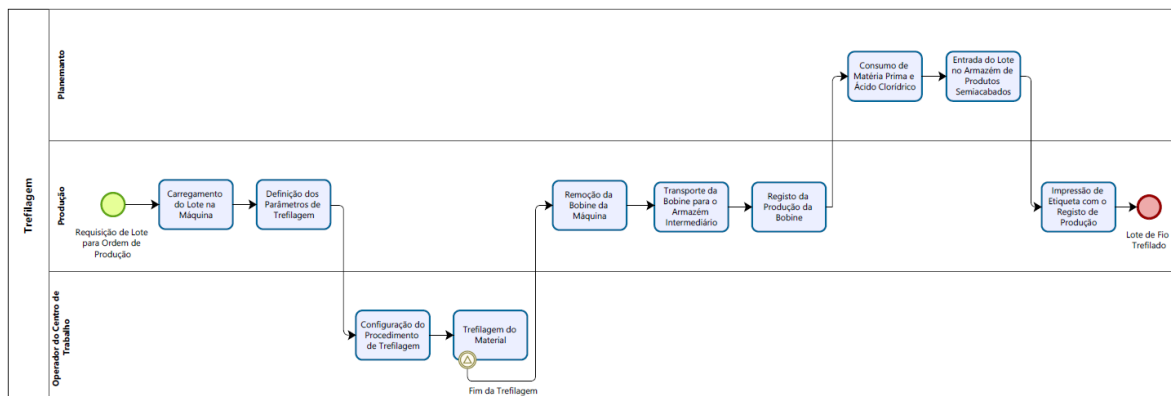 Trefilagem
Planemanto
Consumo de
Matéria Prima e
Ácido Clorídrico
Entrada do Lote
no Armazém de
Produtos
Semiacabados
Produção
Requisição de Lote
para Ordem de
Produção
Carregamento
do Lote na
Máquina
Definição dos
Parâmetros de
Trefilagem
Remoção da
Bobine da
Máquina
Transporte da
Bobine para o
Armazém
Intermediário
Registo da
Produção da
Bobine
Impressão de
Etiqueta com o
Registo de
Produção
Lote de Fio
Trefilado
Operador do Centro de
Trabalho
Configuração do
Procedimento
de Trefilagem
Trefilagem do
Material
Fim da Trefilagem